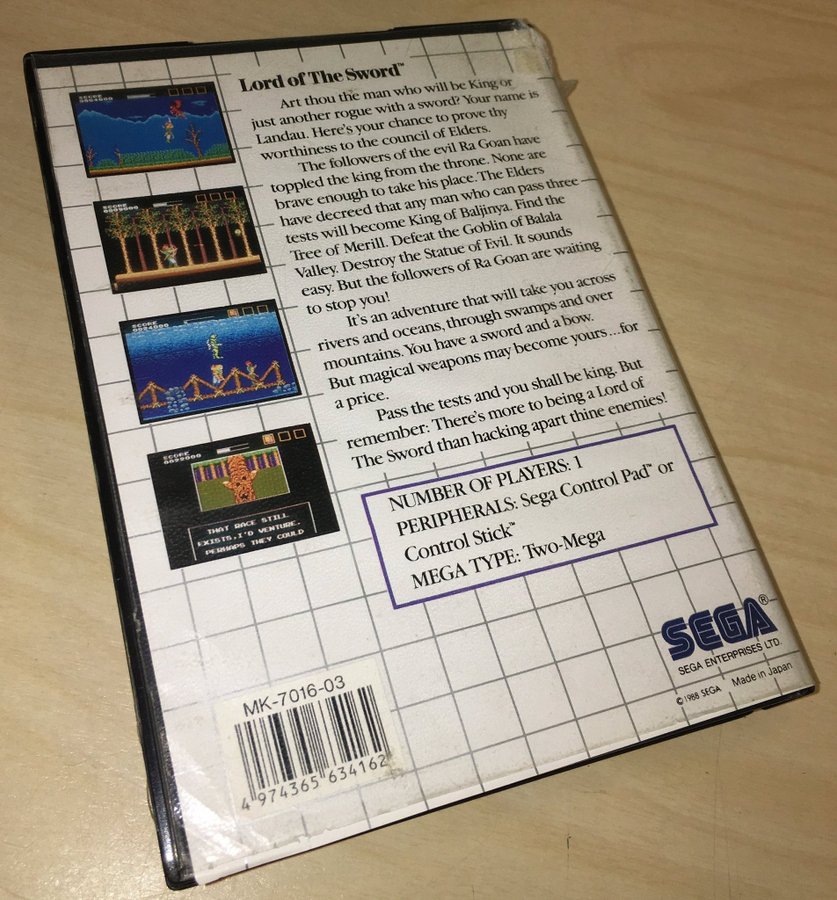 Lord of The Sword™
Art thou the man who will be King or
just another rogue with a sword? Your name is
Landau. Here's your chance to prove thy
worthiness to the council of Elders.
The followers of the evil Ra Goan have
toppled the king from the throne. None are
brave enough to take his place. The Elders
have decreed that any man who can pass three
tests will become King of Baljinya. Find the
Tree of Merill. Defeat the Goblin of Balala
Valley. Destroy the Statue of Evil. It sounds
easy. But the followers of Ra Goan are waiting
to stop you!
It's an adventure that will take you across
rivers and oceans, through swamps and over
mountains. You have a sword and a bow.
But magical weapons may become yours...for
a price.
Pass the tests and you shall be king. But
remember: There's more to being a Lord of
The Sword than hacking apart thine enemies!
SCORE
SCORE
SCORE
SCORE
THAT RACE STILL
EXISTS, I'D VENTURE.
PERHAPS THEY COULD
NUMBER OF PLAYERS: 1
PERIPHERALS: Sega Control Pad™ or
Control Stick™
MEGA TYPE: Two-Mega
SEGA®
SEGA ENTERPRISES LTD.
©1988 SEGA Made in Japan
MK-7016-03
4 974365 634162